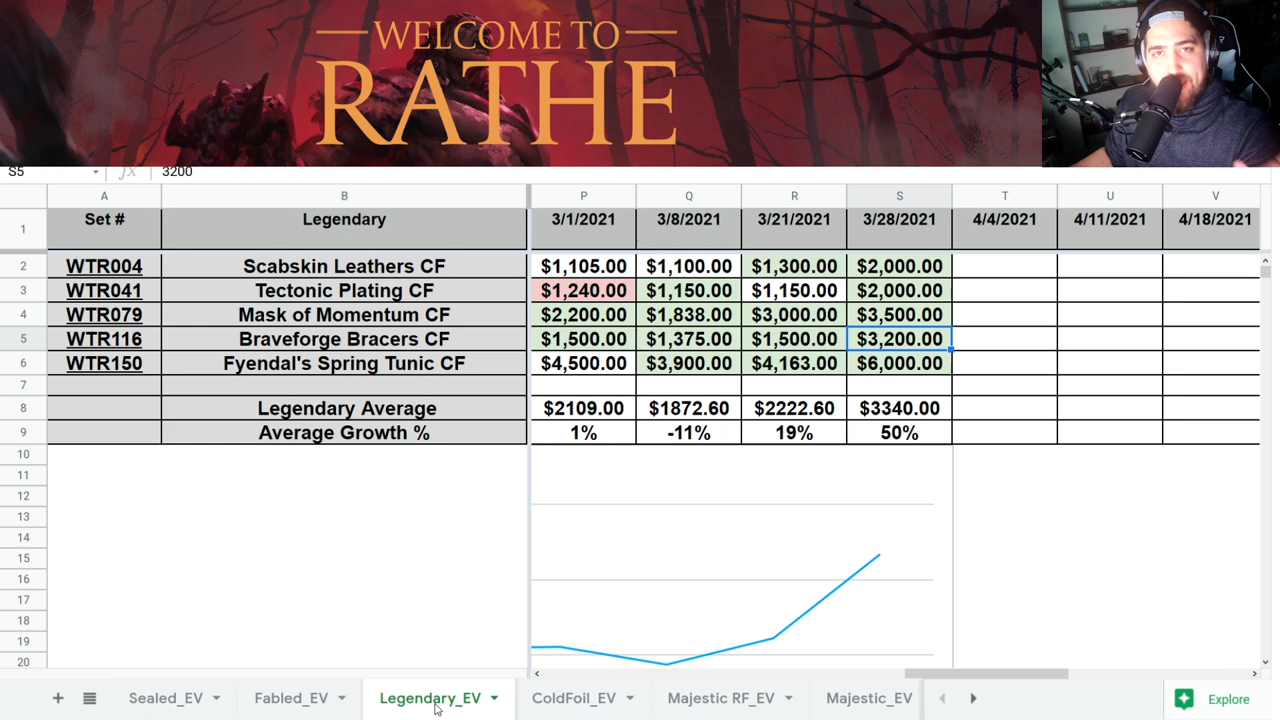 WELCOME TO
RATHE
S5 fx 3200
A B P Q R S T U V
1 Set # Legendary 3/1/2021 3/8/2021 3/21/2021 3/28/2021 4/4/2021 4/11/2021 4/18/2021
2 WTR004 Scabskin Leathers CF $1,105.00 $1,100.00 $1,300.00 $2,000.00
3 WTR041 Tectonic Plating CF $1,240.00 $1,150.00 $1,150.00 $2,000.00
4 WTR079 Mask of Momentum CF $2,200.00 $1,838.00 $3,000.00 $3,500.00
5 WTR116 Braveforge Bracers CF $1,500.00 $1,375.00 $1,500.00 $3,200.00
6 WTR150 Fyendal's Spring Tunic CF $4,500.00 $3,900.00 $4,163.00 $6,000.00
7
8 Legendary Average $2109.00 $1872.60 $2222.60 $3340.00
9 Average Growth % 1% -11% 19% 50%
10
11
12
13
14
15
16
17
18
19
20
+ Sealed_EV Fabled_EV Legendary_EV ColdFoil_EV Majestic RF_EV Majestic_EV Explore